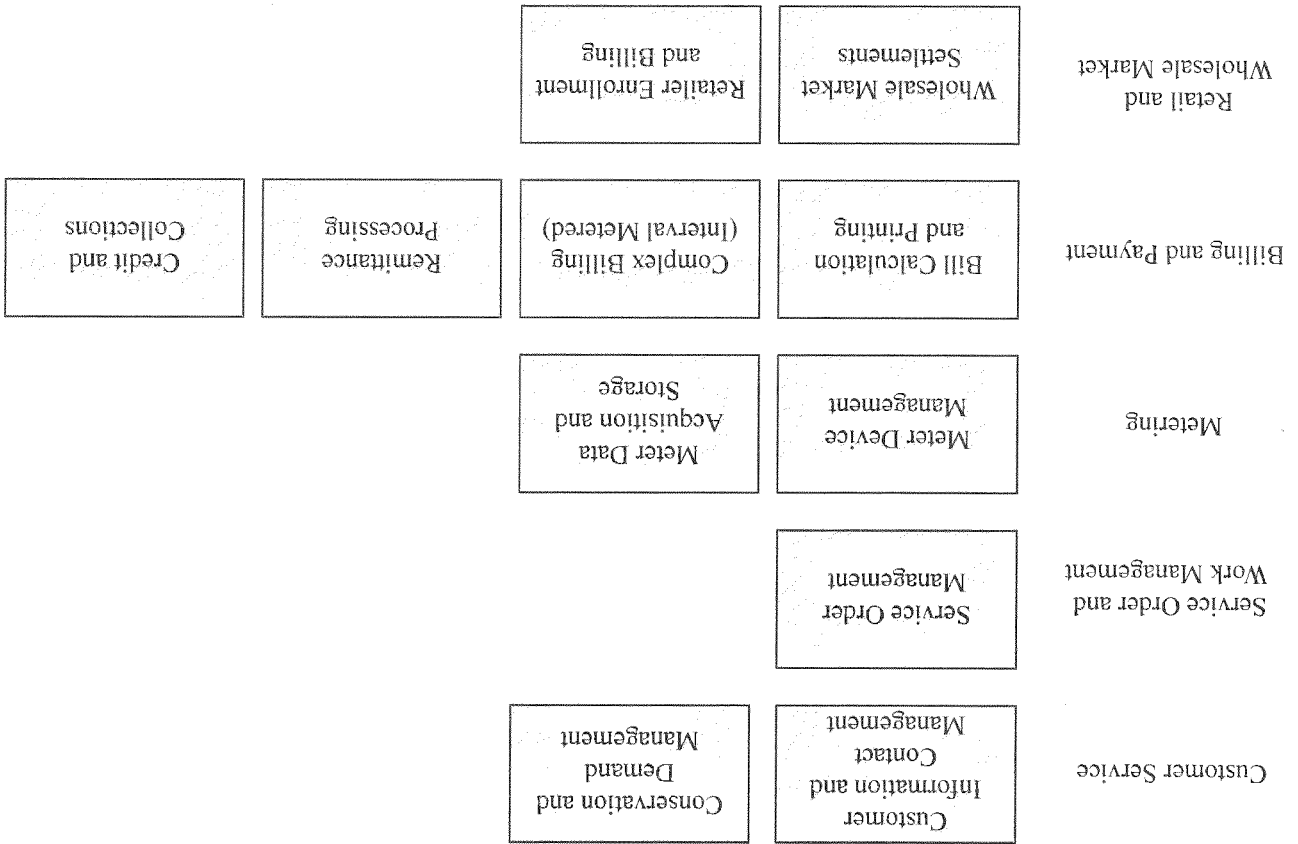 Customer Service
Customer
Information and
Contact
Management
Conservation and
Demand
Management
Service Order and
Work Management
Service Order
Management
Metering
Meter Device
Management
Meter Data
Acquisition and
Storage
Billing and Payment
Bill Calculation
and Printing
Complex Billing
(Interval Metered)
Remittance
Processing
Credit and
Collections
Retail and
Wholesale Market
Wholesale Market
Settlements
Retailer Enrollment
and Billing